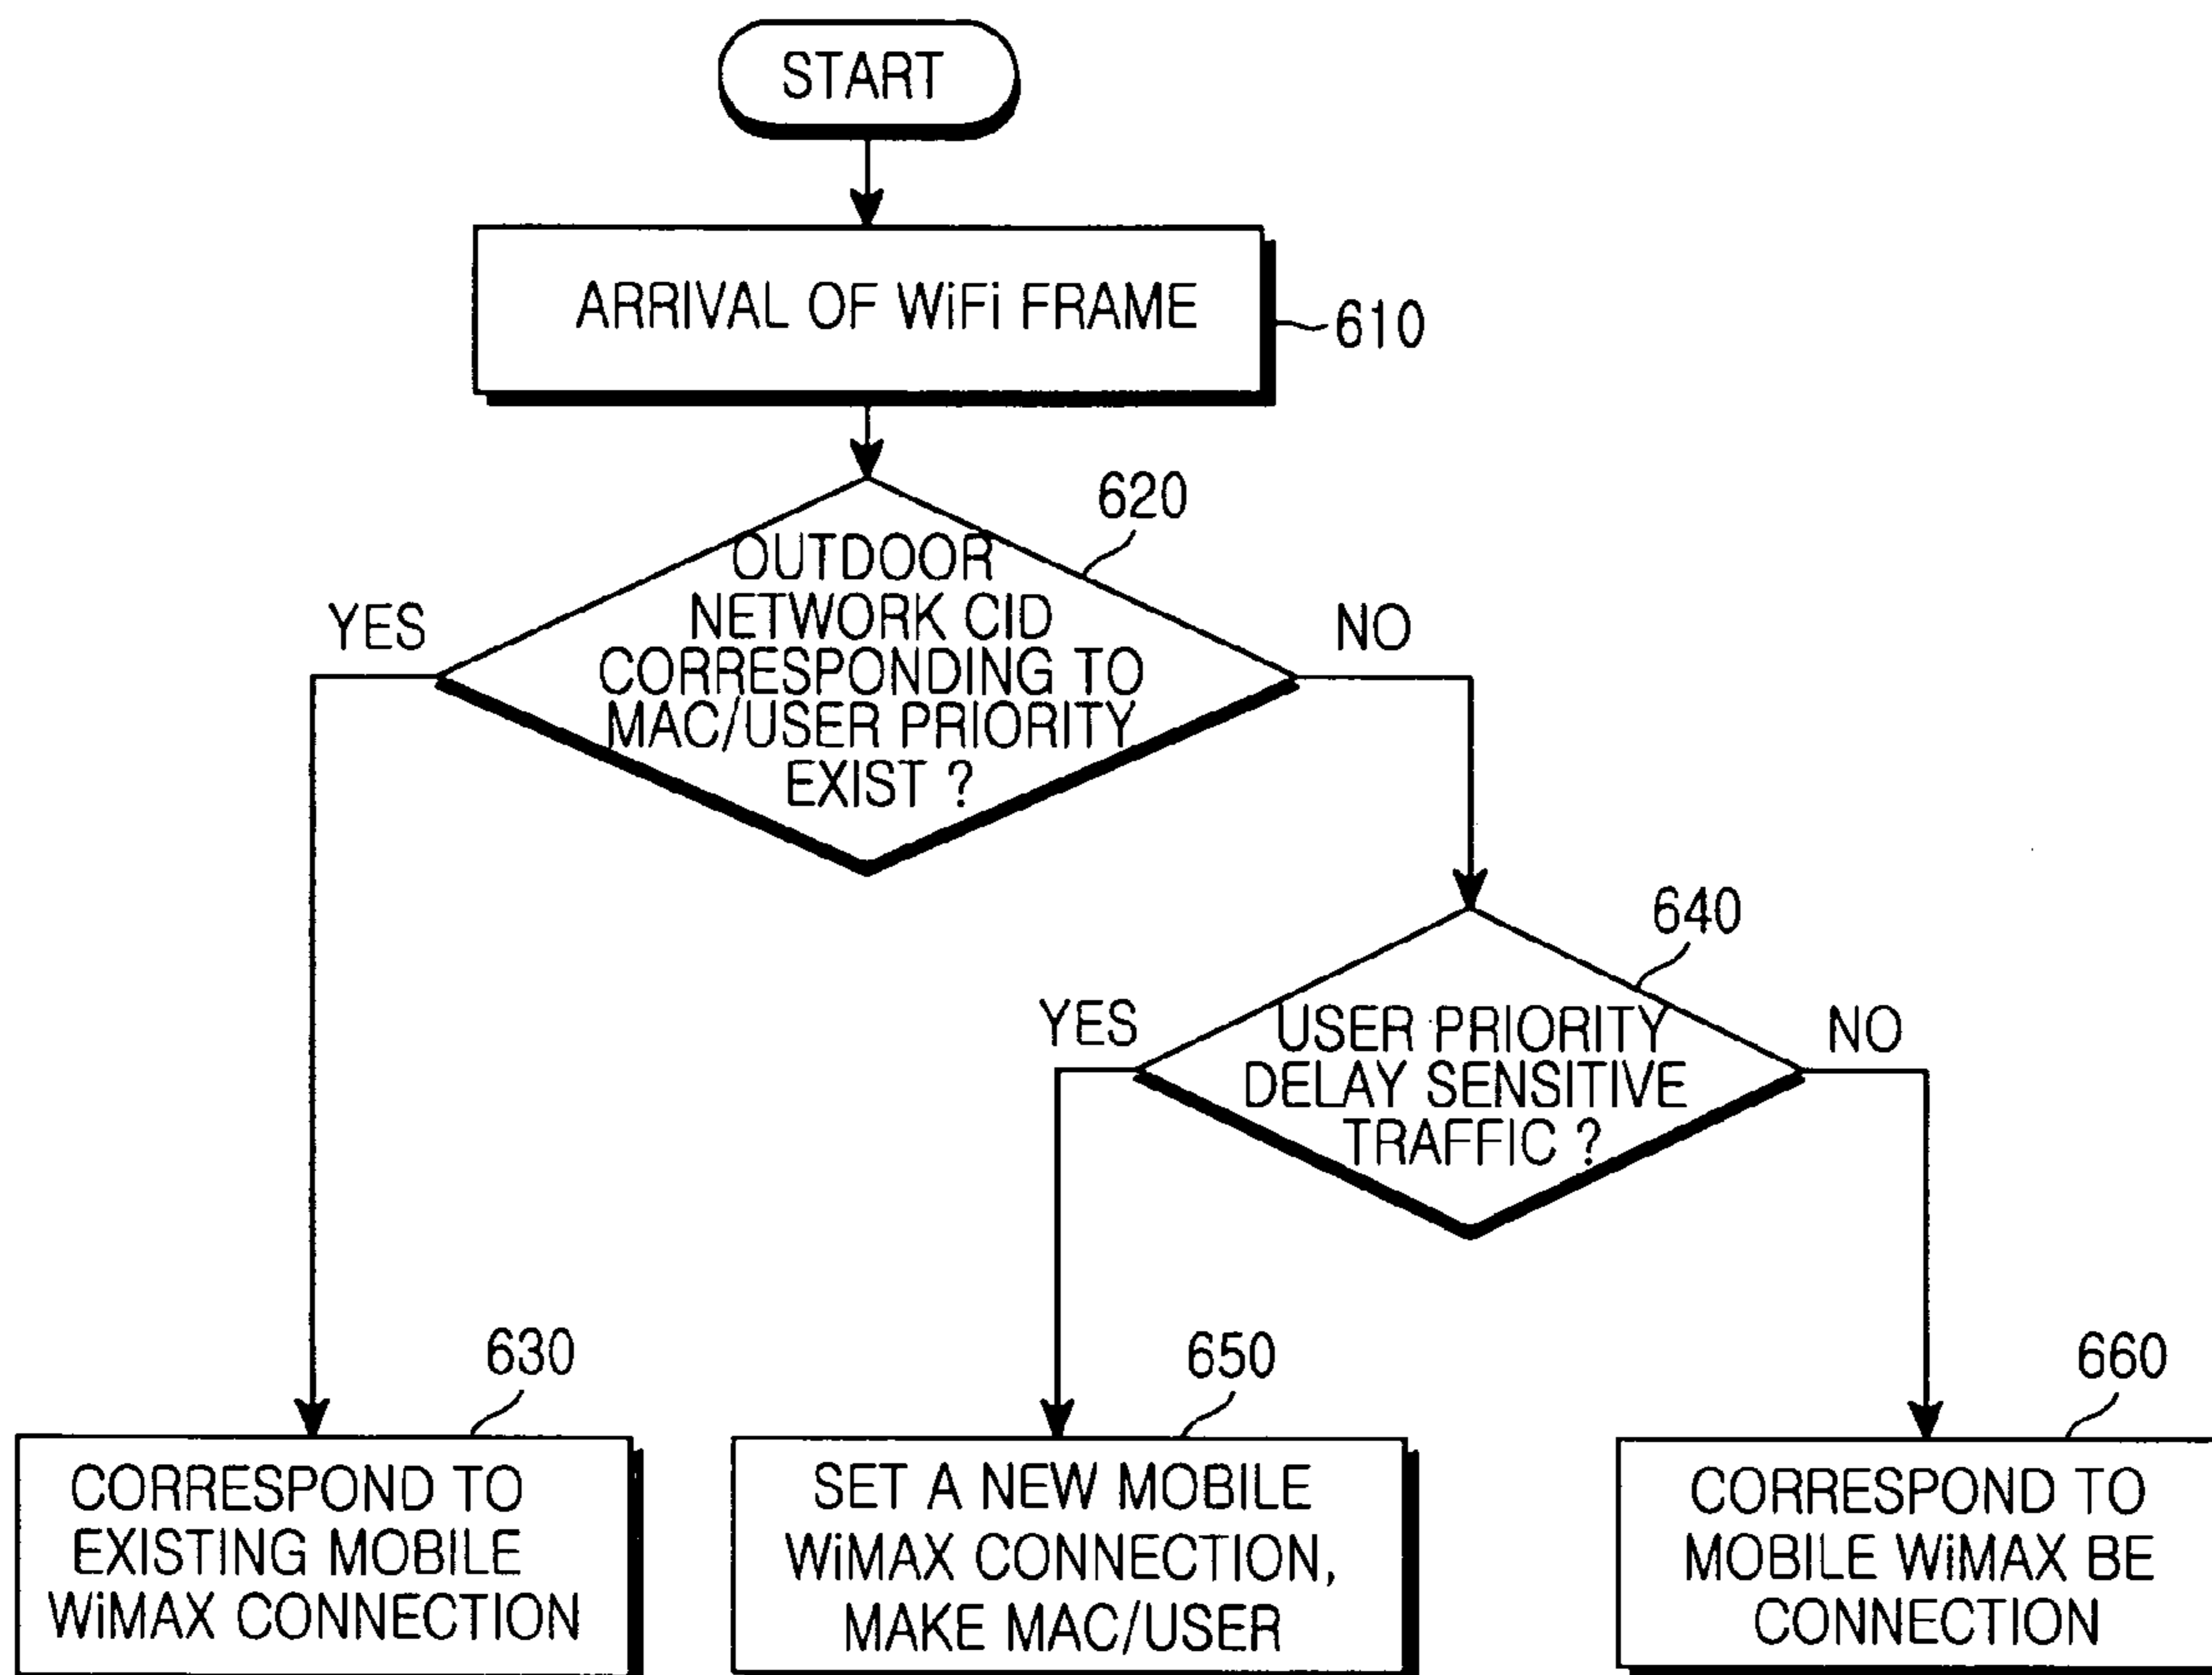 START
ARRIVAL OF WiFi FRAME
610
620
OUTDOOR
NETWORK CID
CORRESPONDING TO
MAC/USER PRIORITY
EXIST ?
YES
NO
640
USER PRIORITY
DELAY SENSITIVE
TRAFFIC ?
YES
NO
630
CORRESPOND TO
EXISTING MOBILE
WiMAX CONNECTION
650
SET A NEW MOBILE
WiMAX CONNECTION,
MAKE MAC/USER
660
CORRESPOND TO
MOBILE WiMAX BE
CONNECTION